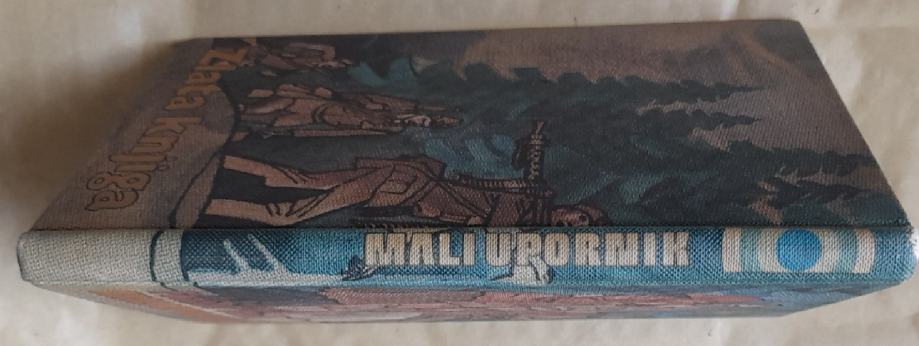 Zlata Knjiga
MALI UPORNIK